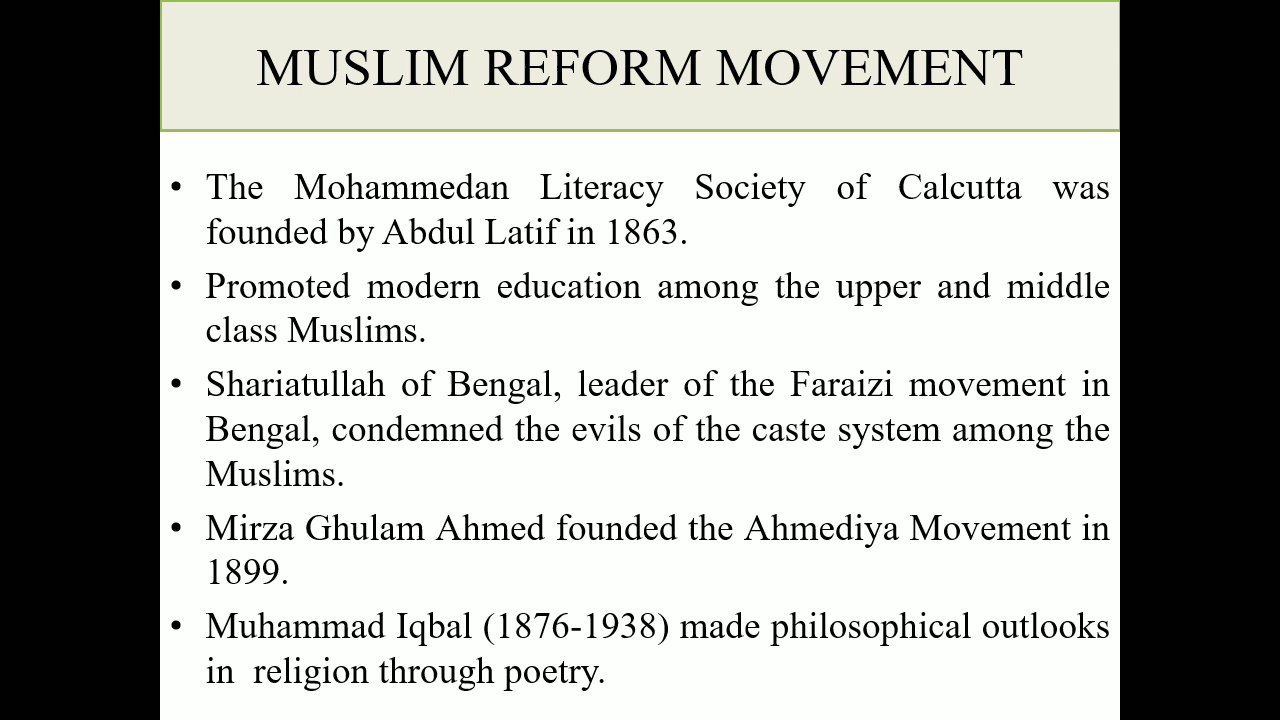 MUSLIM REFORM MOVEMENT
• The Mohammedan Literacy Society of Calcutta was
founded by Abdul Latif in 1863.
• Promoted modern education among the upper and middle
class Muslims.
• Shariatullah of Bengal, leader of the Faraizi movement in
Bengal, condemned the evils of the caste system among the
Muslims.
• Mirza Ghulam Ahmed founded the Ahmediya Movement in
1899.
• Muhammad Iqbal (1876-1938) made philosophical outlooks
in  religion through poetry.